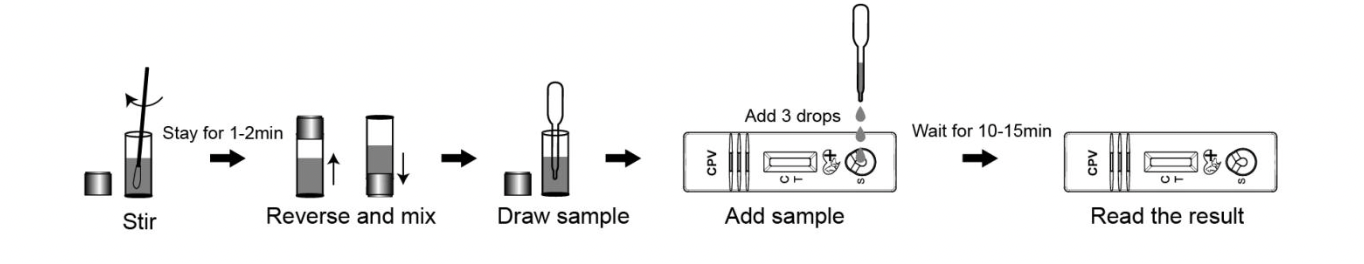 Stir
Stay for 1-2min
Reverse and mix
Draw sample
Add 3 drops
CPV
C
T
S
Add sample
Wait for 10-15min
CPV
C
T
S
Read the result